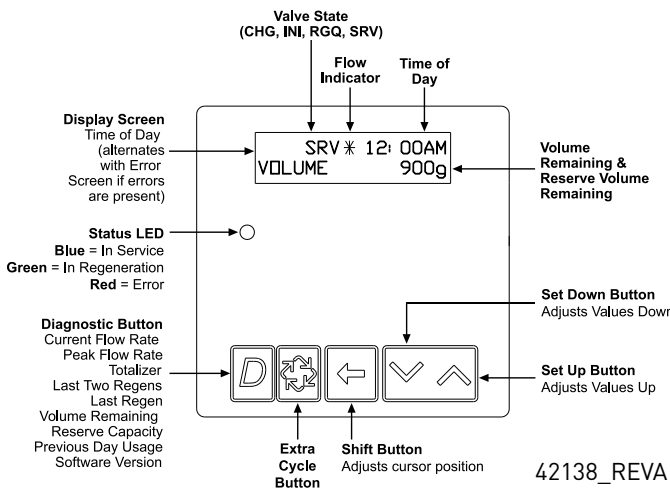 Valve State
(CHG, INI, RGQ, SRV)
Flow
Indicator
Time of
Day
Display Screen
Time of Day
(alternates
with Error
Screen if errors
are present)
SRV * 12: 00AM
VOLUME 900g
Volume
Remaining &
Reserve Volume
Remaining
Status LED
Blue = In Service
Green = In Regeneration
Red = Error
Set Down Button
Adjusts Values Down
Diagnostic Button
Current Flow Rate
Peak Flow Rate
Totalizer
Last Two Regens
Last Regen
Volume Remaining
Reserve Capacity
Previous Day Usage
Software Version
D
Set Up Button
Adjusts Values Up
Extra
Cycle
Button
Shift Button
Adjusts cursor position
42138_REVA